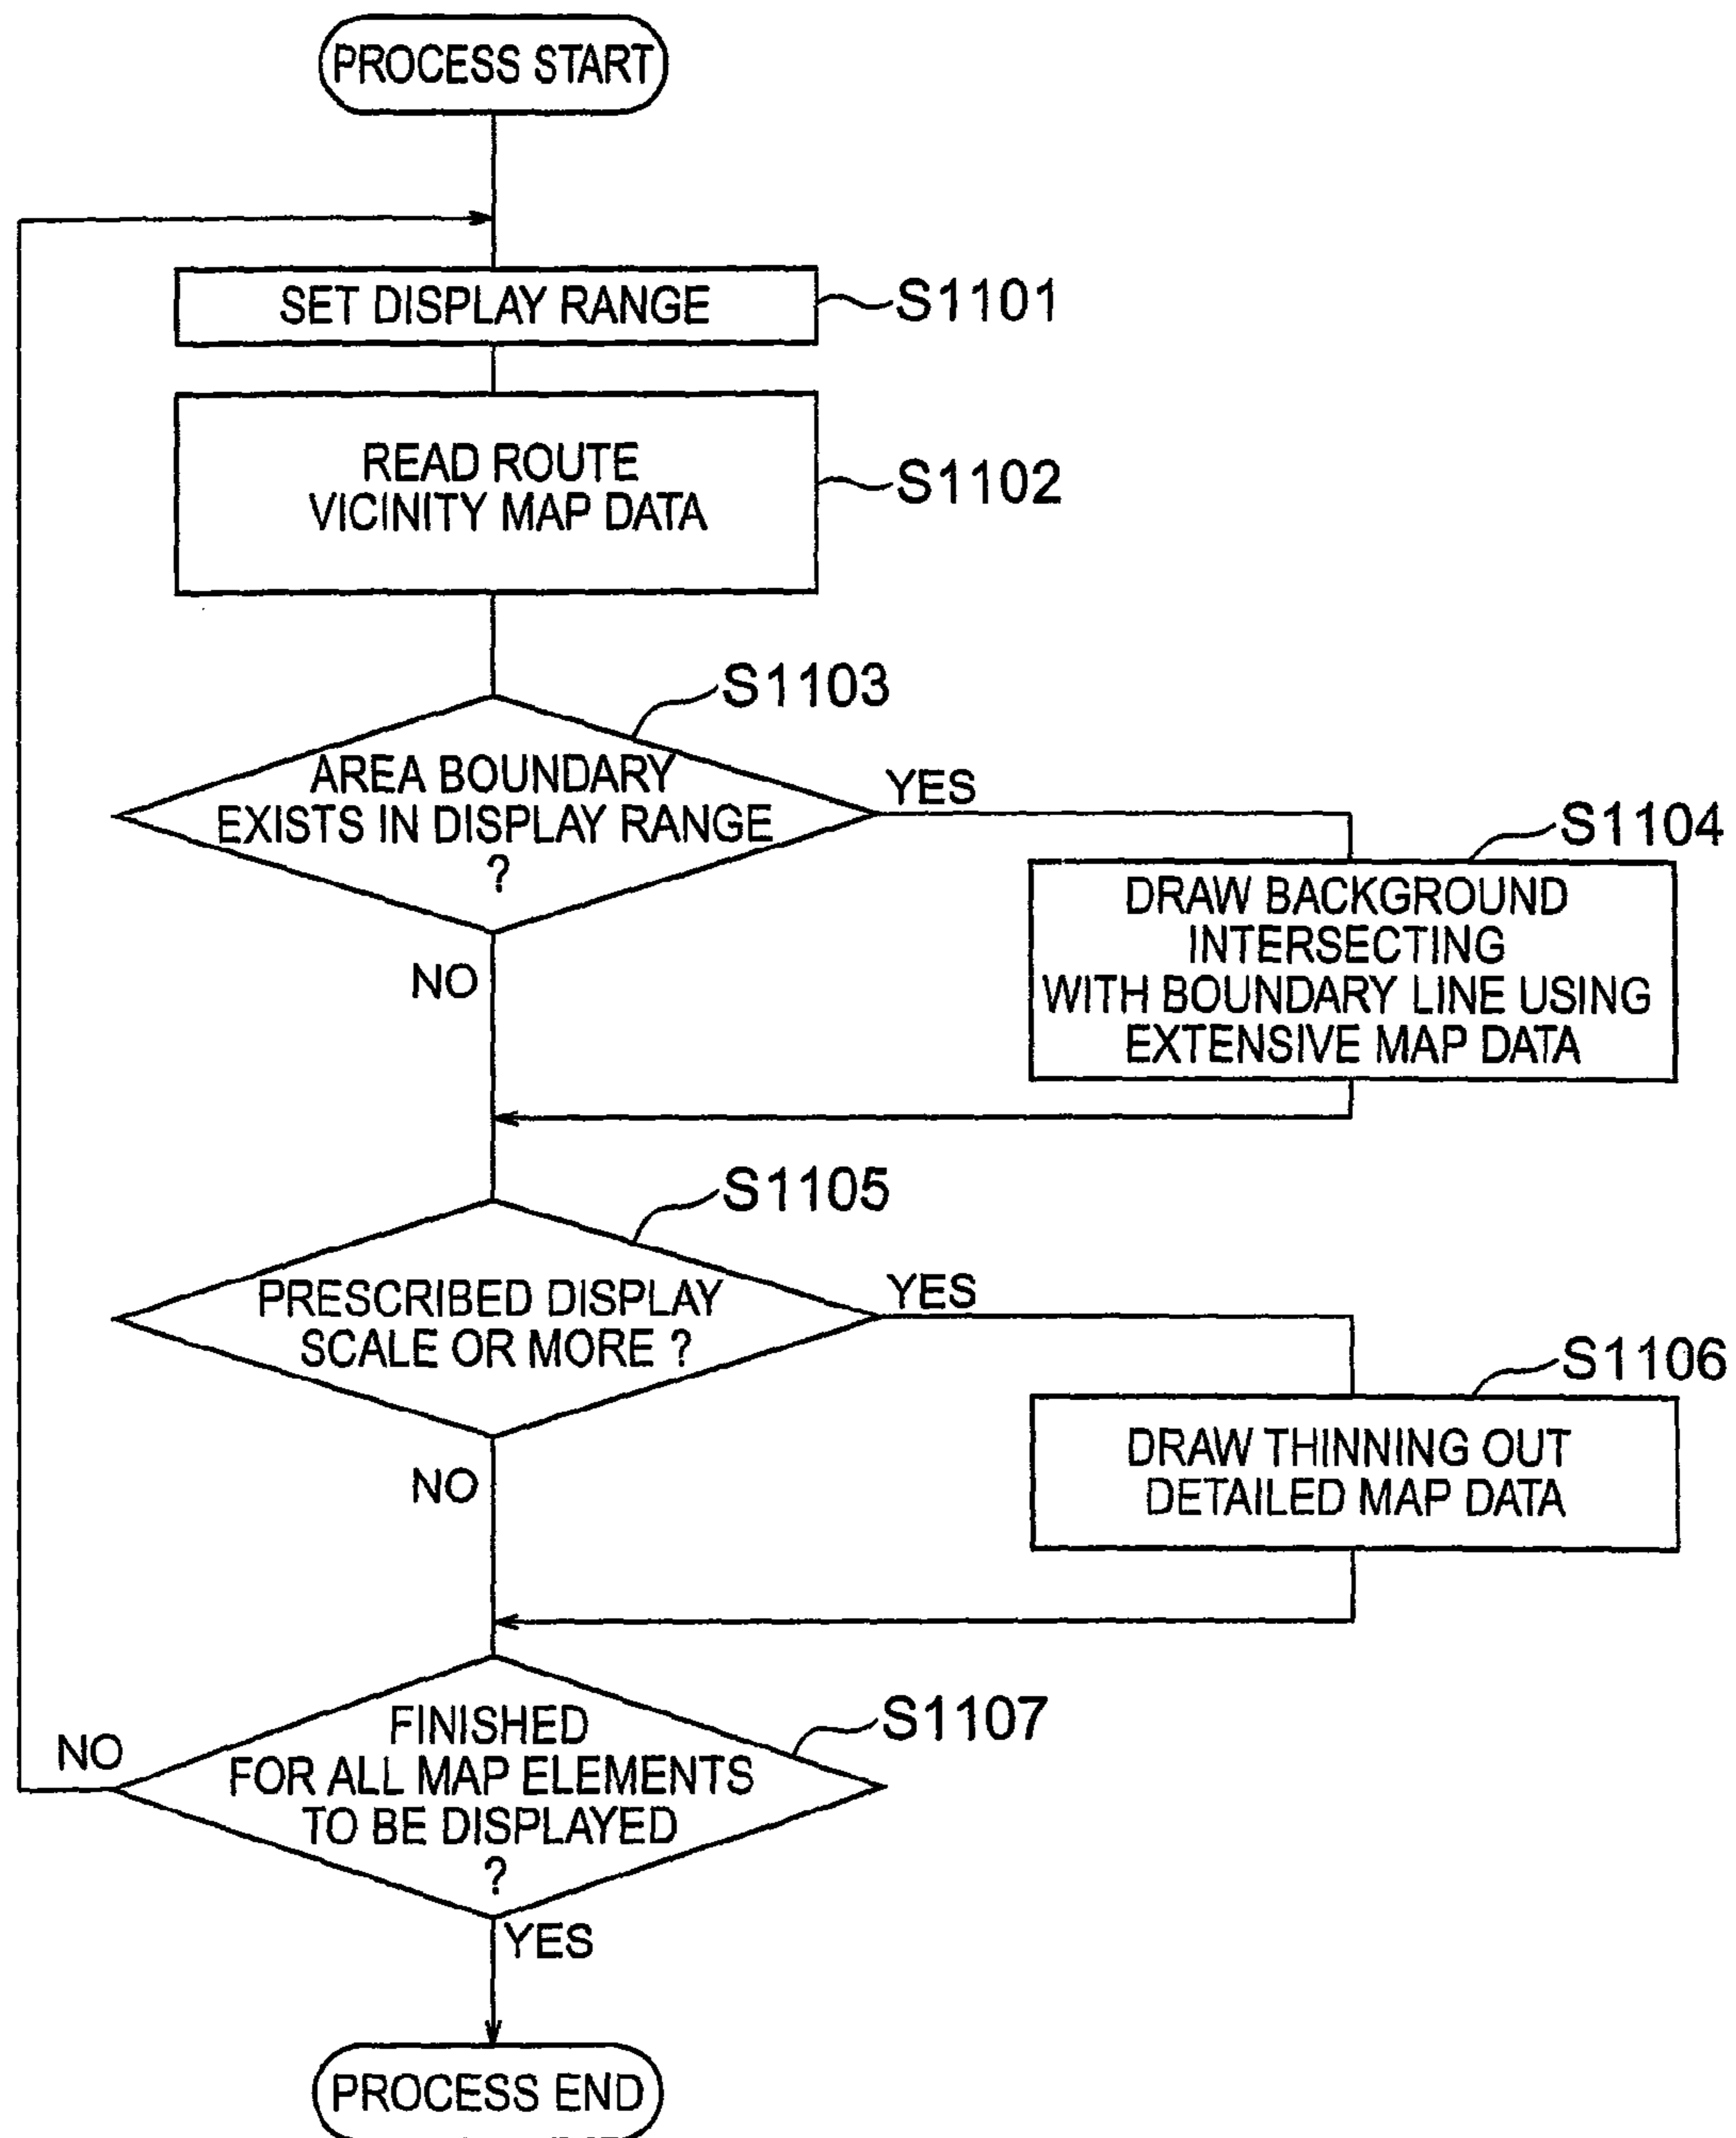 PROCESS START
SET DISPLAY RANGE
S1101
READ ROUTE
VICINITY MAP DATA
S1102
S1103
AREA BOUNDARY
EXISTS IN DISPLAY RANGE
?
YES
NO
S1104
DRAW BACKGROUND
INTERSECTING
WITH BOUNDARY LINE USING
EXTENSIVE MAP DATA
S1105
PRESCRIBED DISPLAY
SCALE OR MORE ?
YES
NO
S1106
DRAW THINNING OUT
DETAILED MAP DATA
S1107
FINISHED
FOR ALL MAP ELEMENTS
TO BE DISPLAYED
?
NO
YES
PROCESS END